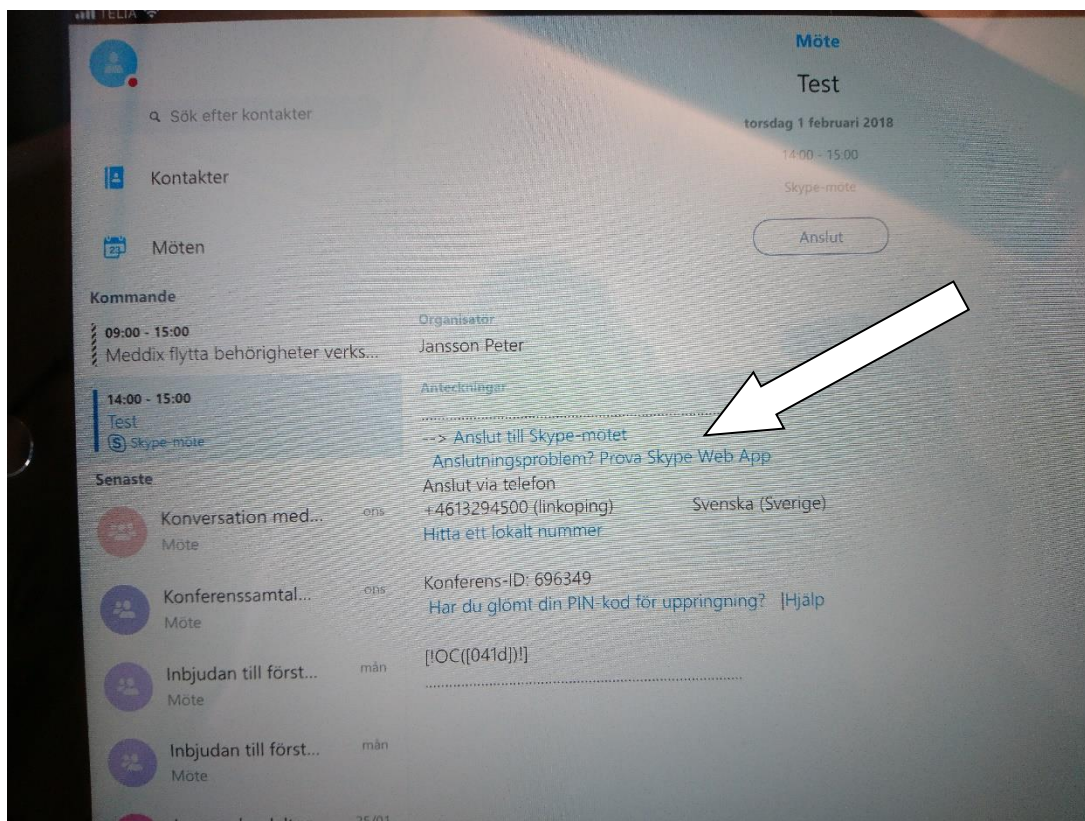 TELIA
Sök efter kontakter
Kontakter
23
Möten
Kommande
09:00 - 15:00
Meddix flytta behörigheter verks...
14:00 - 15:00
Test
S Skype-möte
Senaste
Konversation med... ons
Möte
Konferenssamtal... ons
Möte
Inbjudan till först... mån
Möte
Inbjudan till först... mån
Möte
25/01
Möte
Test
torsdag 1 februari 2018
14:00 - 15:00
Skype-möte
Anslut
Organisatör
Jansson Peter
Anteckningar
--> Anslut till Skype-mötet
Anslutningsproblem? Prova Skype Web App
Anslut via telefon
+4613294500 (linkoping) Svenska (Sverige)
Hitta ett lokalt nummer
Konferens-ID: 696349
Har du glömt din PIN-kod för uppringning? |Hjälp
[!OC([041d])!]